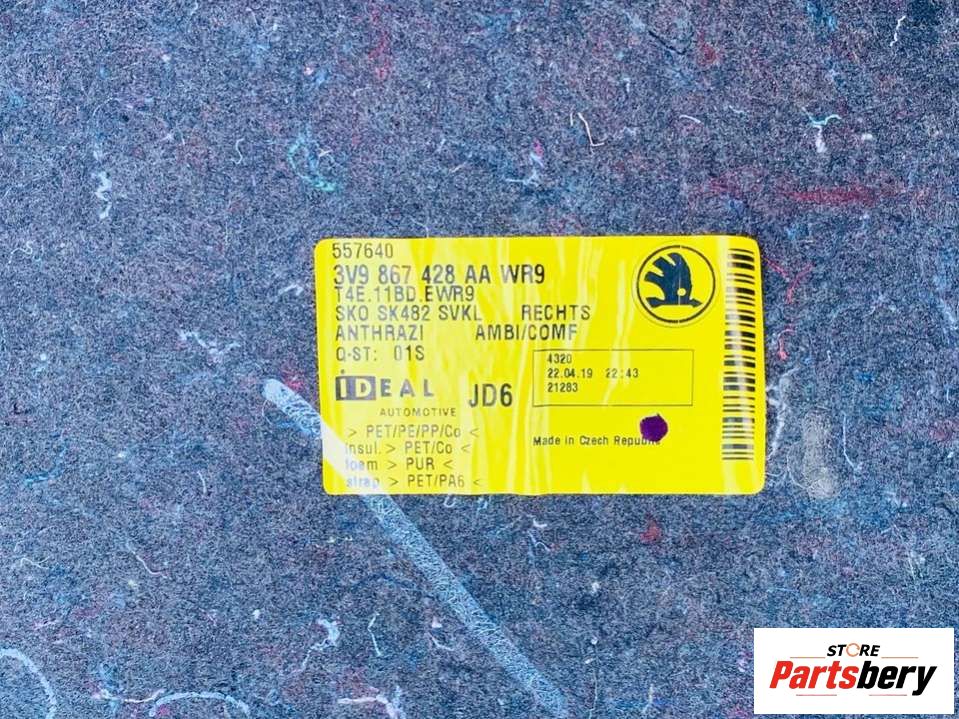 557640
3V9 867 428 AA WR9
T4E.11BD.EWR9
SKO SK482 SVKL RECHTS
ANTHRAZI AMBI/COMF
Q-ST: 01S
4320
22.04.19 22:43
21283
IDEAL
AUTOMOTIVE
JD6
> PET/PE/PP/Co <
insul.> PET/Co <
foam > PUR <
strap > PET/PA6 <
Made in Czech Republic
STORE
Partsbery